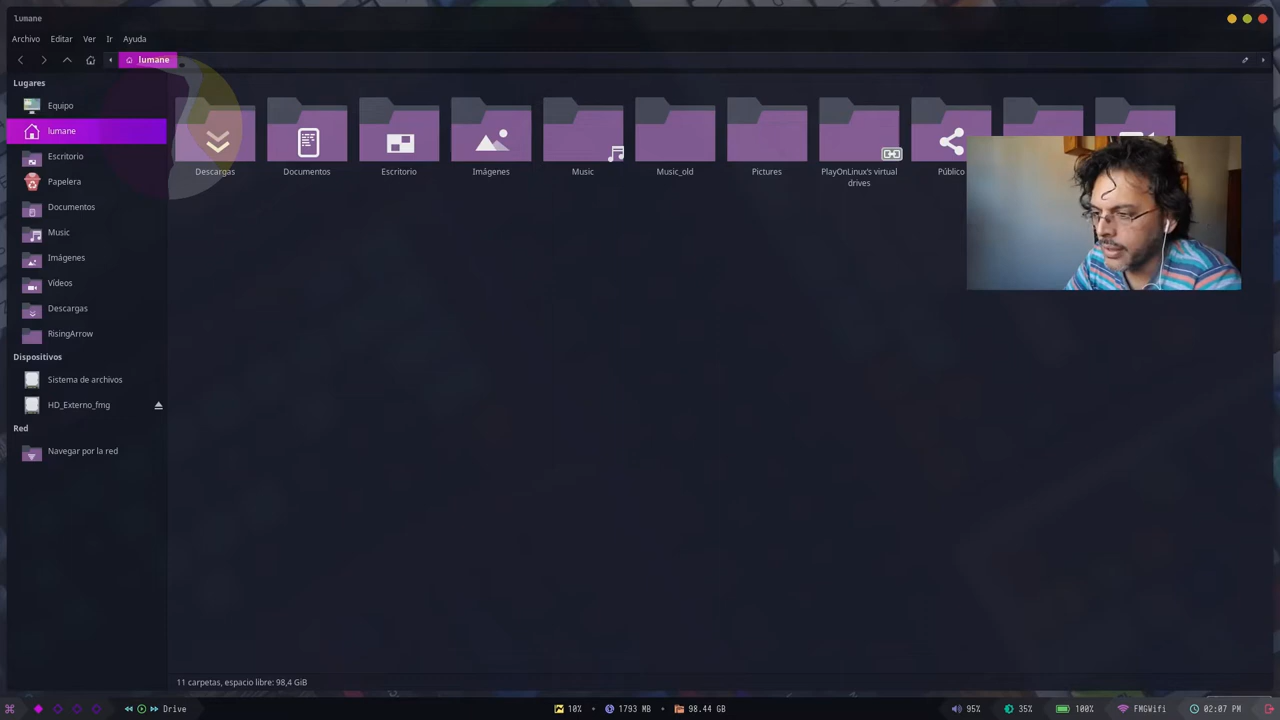 lumane
Archivo Editar Ver Ir Ayuda
lumane
Lugares
Equipo
lumane
Escritorio
Papelera
Documentos
Music
Imágenes
Vídeos
Descargas
RisingArrow
Dispositivos
Sistema de archivos
HD_Externo_fmg
Red
Navegar por la red
Descargas Documentos Escritorio Imágenes Music Music_old Pictures PlayOnLinux's virtual Público
drives
11 carpetas, espacio libre: 98,4 GiB
Drive 10% 1793 MB 98.44 GB 95% 35% 100% FMGWifi 02:07 PM